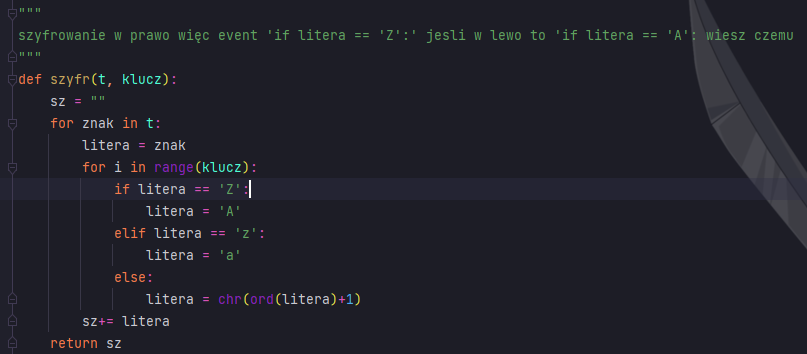 """
szyfrowanie w prawo więc event 'if litera == 'Z':' jesli w lewo to 'if litera == 'A': wiesz czemu
"""
def szyfr(t, klucz):
    sz = ""
    for znak in t:
        litera = znak
        for i in range(klucz):
            if litera == 'Z':
                litera = 'A'
            elif litera == 'z':
                litera = 'a'
            else:
                litera = chr(ord(litera)+1)
        sz+= litera
    return sz